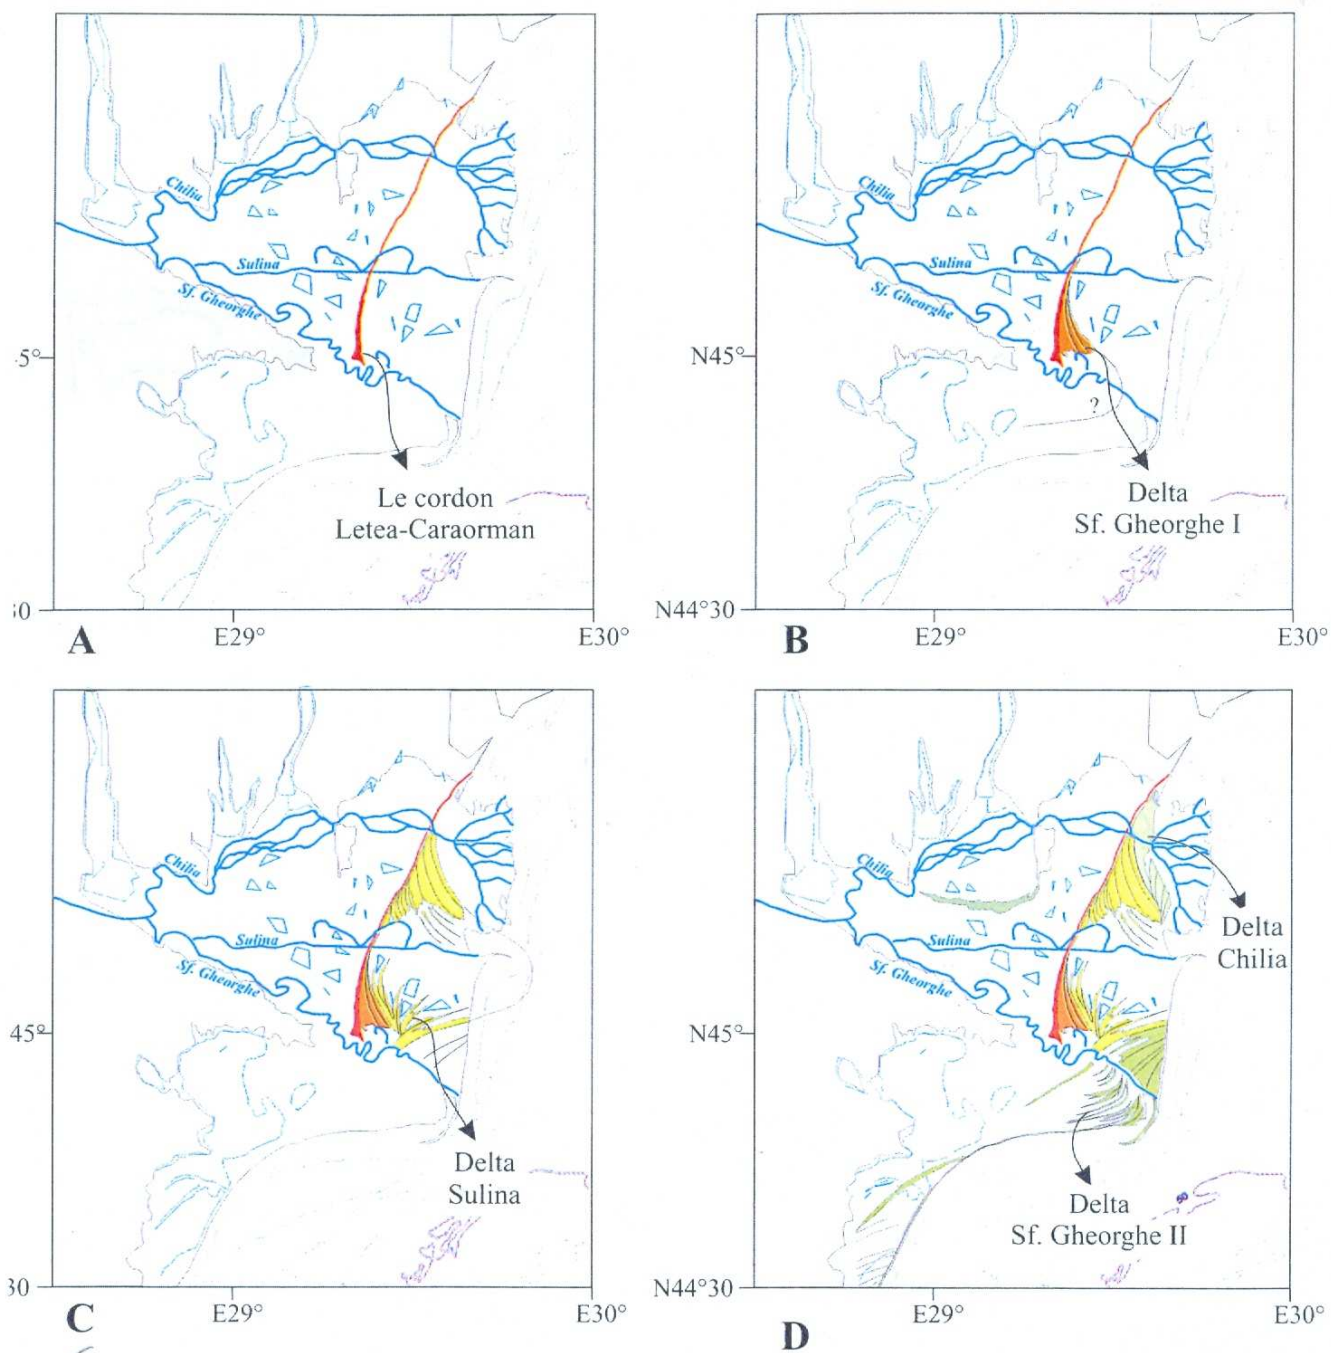 Chilia
Sulina
Sf. Gheorghe
5°
Le cordon
Letea-Caraorman
30
E29°
E30°
A
Chilia
Sulina
Sf. Gheorghe
N45°
?
Delta
Sf. Gheorghe I
N44°30
E29°
E30°
B
Chilia
Sulina
Sf. Gheorghe
45°
Delta
Sulina
30
E29°
E30°
C
Chilia
Sulina
Sf. Gheorghe
N45°
Delta
Chilia
Delta
Sf. Gheorghe II
N44°30
E29°
E30°
D